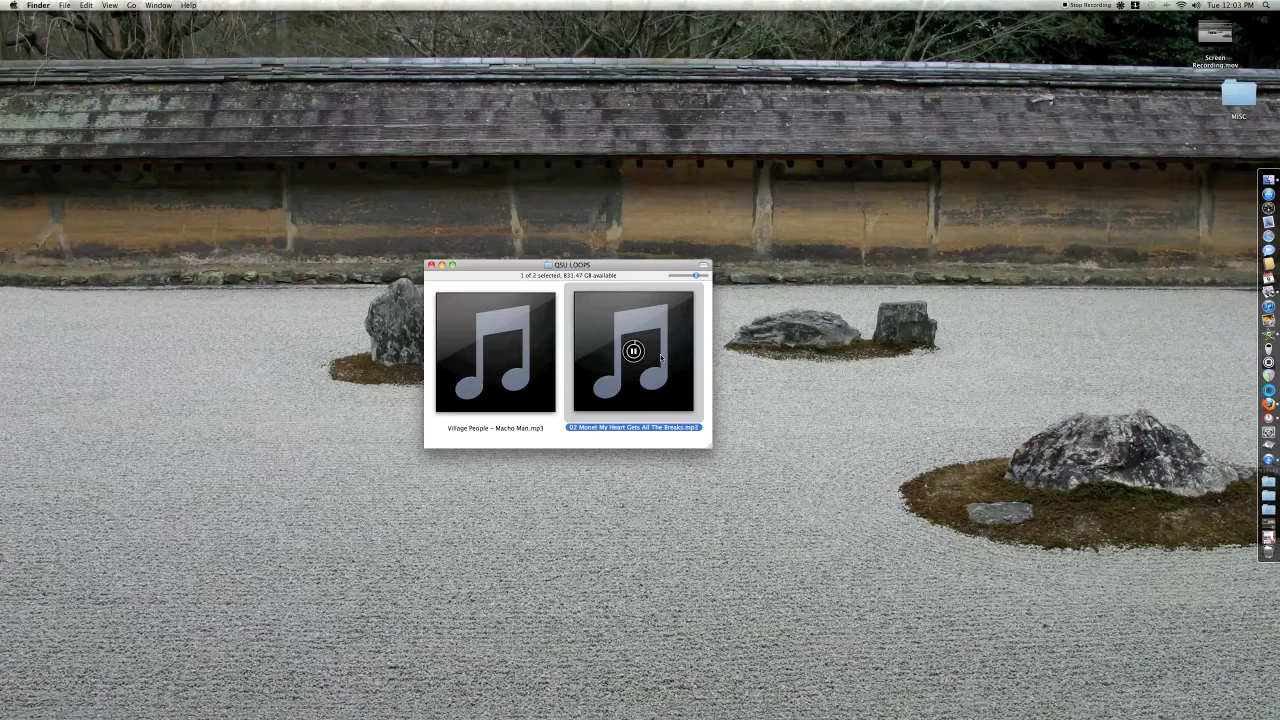 Finder File Edit View Go Window Help
Stop Recording Tue 12:03 PM
Screen
Recording.mov
MISC
QSU LOOPS
1 of 2 selected, 831.47 GB available
Village People - Macho Man.mp3
02 Monet My Heart Gets All The Breaks.mp3